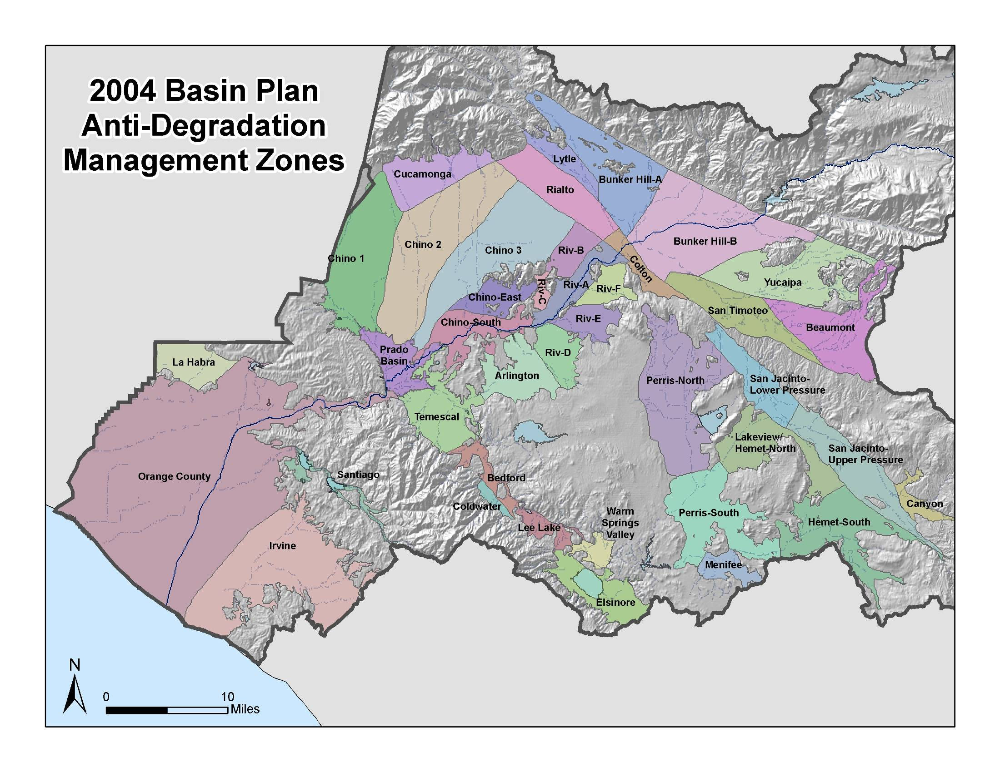 2004 Basin Plan
Anti-Degradation
Management Zones
Lytle
Cucamonga
Bunker Hill-A
Rialto
Chino 2
Chino 3
Riv-B
Bunker Hill-B
Chino 1
Colton
Riv-C
Riv-A
Riv-F
Yucaipa
Chino-East
San Timoteo
Chino-South
Riv-E
Beaumont
Prado
Basin
La Habra
Riv-D
Arlington
Perris-North
San Jacinto-
Lower Pressure
Temescal
Lakeview/
Hemet-North
San Jacinto-
Upper Pressure
Orange County
Santiago
Bedford
Coldwater
Canyon
Warm
Springs
Valley
Perris-South
Hemet-South
Lee Lake
Irvine
Menifee
Elsinore
N
0
10
Miles